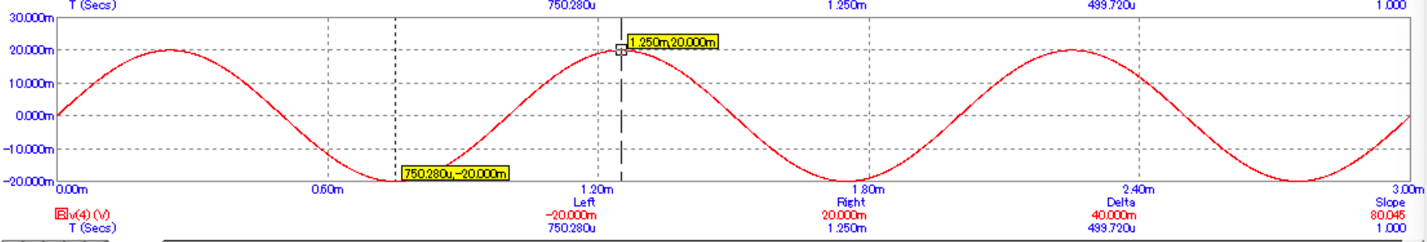 T (Secs) 750.280u 1.250m 499.720u 1.000
30.000m
1.250m,20.000m
20.000m
10.000m
0.000m
-10.000m
750.280u,-20.000m
-20.000m
0.00m 0.60m 1.20m 1.80m 2.40m 3.00m
Left Right Delta Slope
v(4) (V) -20.000m 20.000m 40.000m 80.045
T (Secs) 750.280u 1.250m 499.720u 1.000